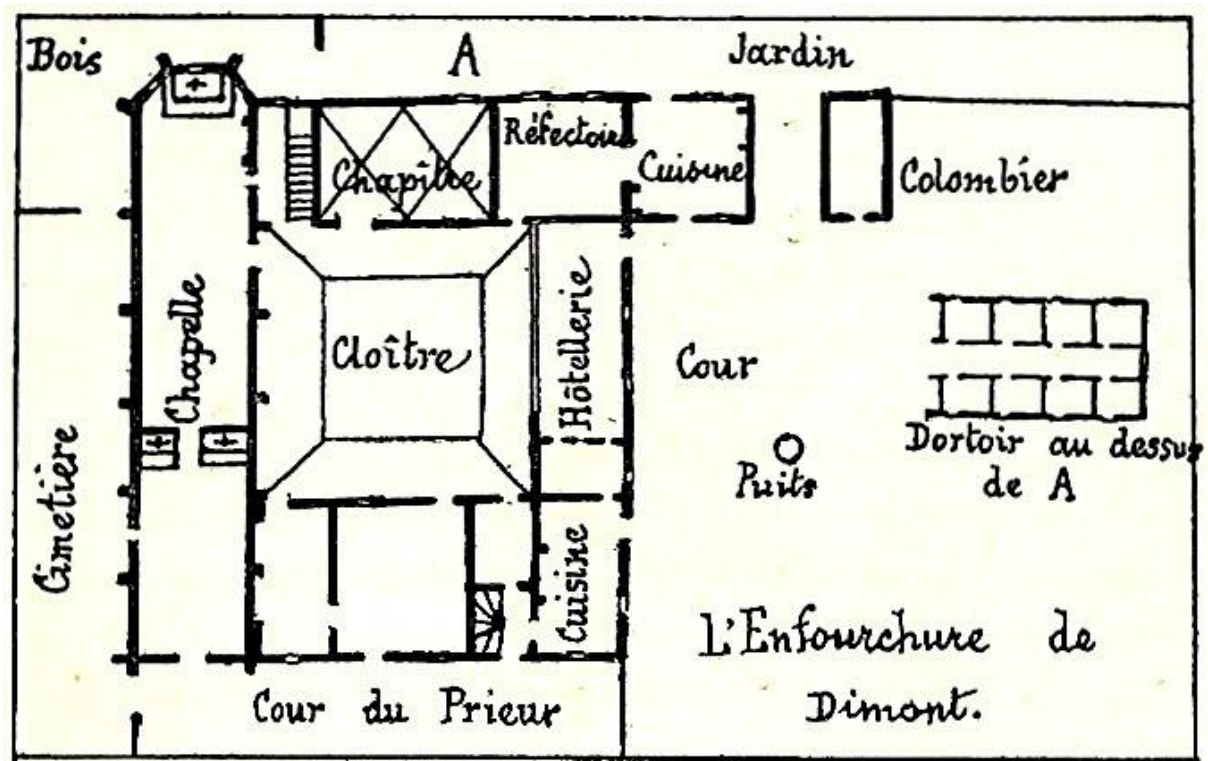 Bois
A
Jardin
Réfectoire
Chapitre
Cuisine
Colombier
Chapelle
Cloître
Hôtellerie
Cour
Puits
Dortoir au dessus
de A
Cimetière
Cuisine
L'Enfourchure de
Dimont.
Cour du Prieur